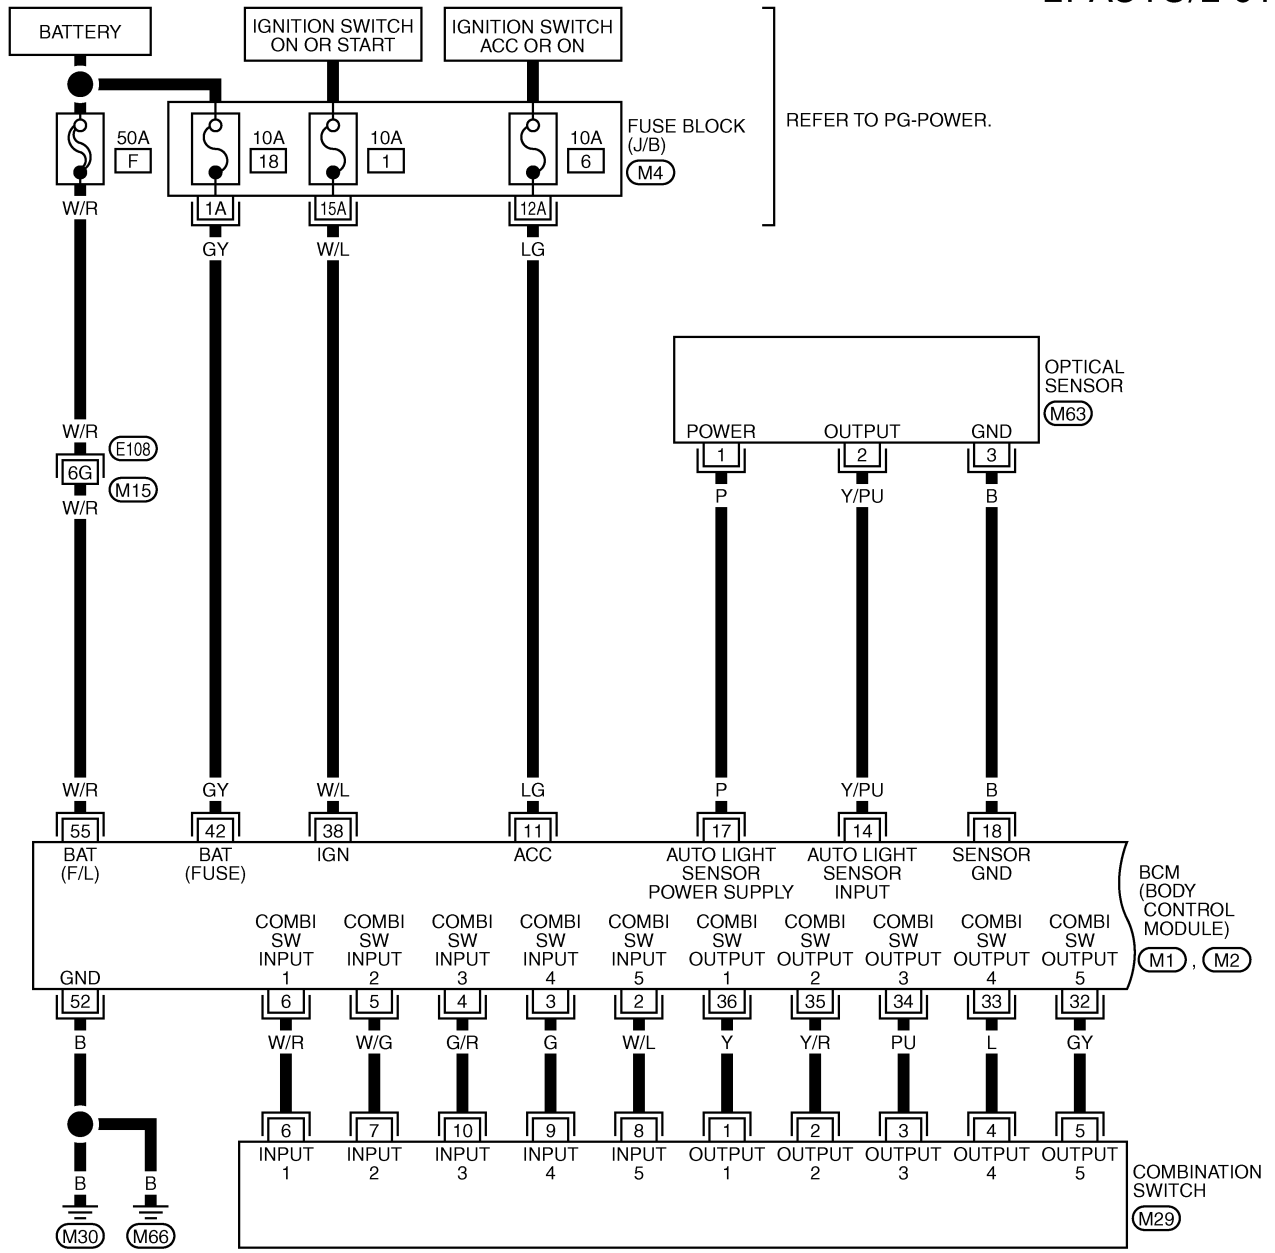 BATTERY
IGNITION SWITCH
ON OR START
IGNITION SWITCH
ACC OR ON
50A
F
10A
18
10A
1
10A
6
FUSE BLOCK
(J/B)
M4
REFER TO PG-POWER.
W/R
1A
15A
12A
GY
W/L
LG
OPTICAL
SENSOR
M63
POWER
OUTPUT
GND
1
2
3
P
Y/PU
B
W/R
E108
6G
M15
W/R
W/R
GY
W/L
LG
P
Y/PU
B
55
42
38
11
17
14
18
BAT
(F/L)
BAT
(FUSE)
IGN
ACC
AUTO LIGHT
SENSOR
POWER SUPPLY
AUTO LIGHT
SENSOR
INPUT
SENSOR
GND
BCM
(BODY
CONTROL
MODULE)
M1 , M2
GND
COMBI
SW
INPUT
1
COMBI
SW
INPUT
2
COMBI
SW
INPUT
3
COMBI
SW
INPUT
4
COMBI
SW
INPUT
5
COMBI
SW
OUTPUT
1
COMBI
SW
OUTPUT
2
COMBI
SW
OUTPUT
3
COMBI
SW
OUTPUT
4
COMBI
SW
OUTPUT
5
52
6
5
4
3
2
36
35
34
33
32
B
W/R
W/G
G/R
G
W/L
Y
Y/R
PU
L
GY
6
7
10
9
8
1
2
3
4
5
INPUT
1
INPUT
2
INPUT
3
INPUT
4
INPUT
5
OUTPUT
1
OUTPUT
2
OUTPUT
3
OUTPUT
4
OUTPUT
5
COMBINATION
SWITCH
M29
B
B
M30
M66